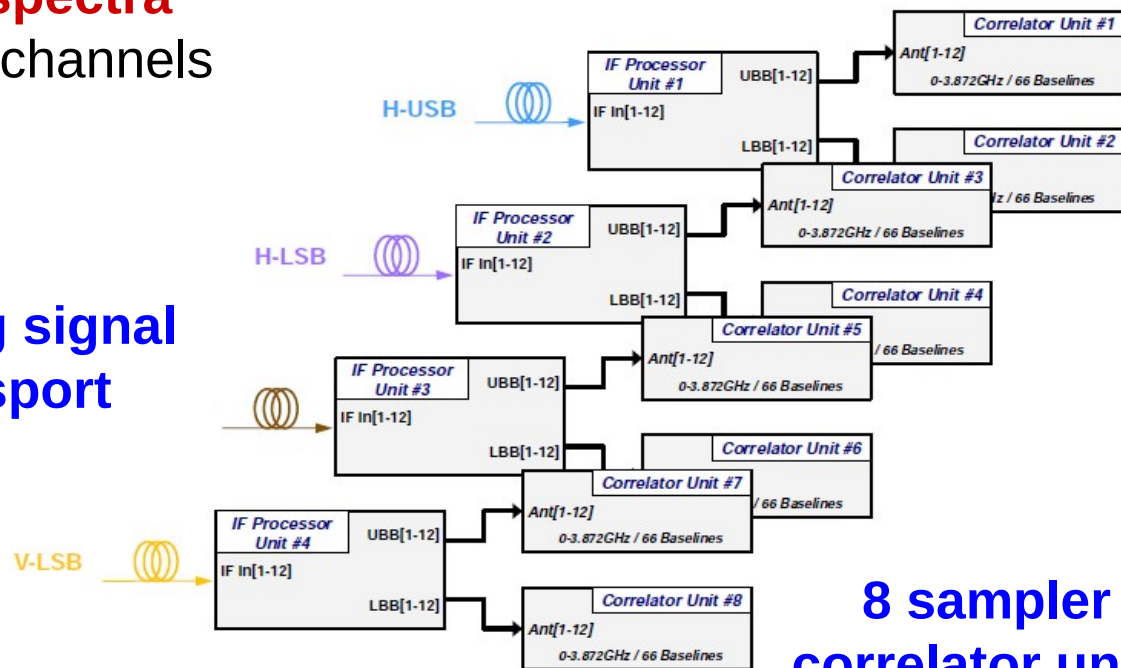 spectra
channels
Correlator Unit #1
Ant[1-12]
0-3.872GHz / 66 Baselines
IF Processor
Unit #1
UBB[1-12]
H-USB
IF In[1-12]
LBB[1-12]
Correlator Unit #2
/ 66 Baselines
Correlator Unit #3
Ant[1-12]
0-3.872GHz / 66 Baselines
IF Processor
Unit #2
UBB[1-12]
H-LSB
IF In[1-12]
LBB[1-12]
Correlator Unit #4
/ 66 Baselines
signal
Correlator Unit #5
Ant[1-12]
0-3.872GHz / 66 Baselines
IF Processor
Unit #3
UBB[1-12]
sport
IF In[1-12]
LBB[1-12]
Correlator Unit #6
/ 66 Baselines
Correlator Unit #7
Ant[1-12]
0-3.872GHz / 66 Baselines
IF Processor
Unit #4
UBB[1-12]
V-LSB
IF In[1-12]
LBB[1-12]
Correlator Unit #8
Ant[1-12]
0-3.872GHz / 66 Baselines
8 sampler
correlator un